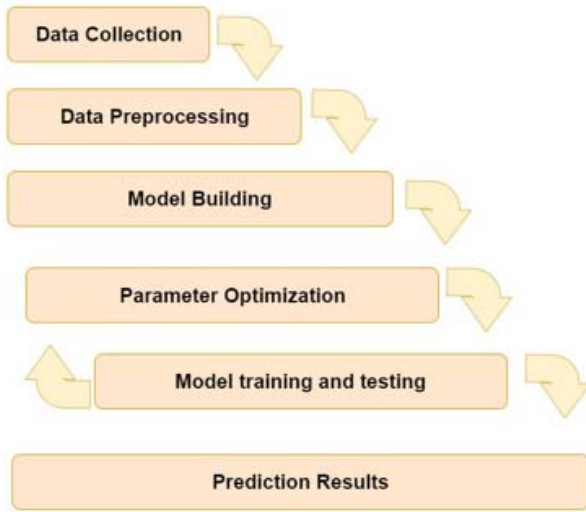 Data Collection
Data Preprocessing
Model Building
Parameter Optimization
Model training and testing
Prediction Results